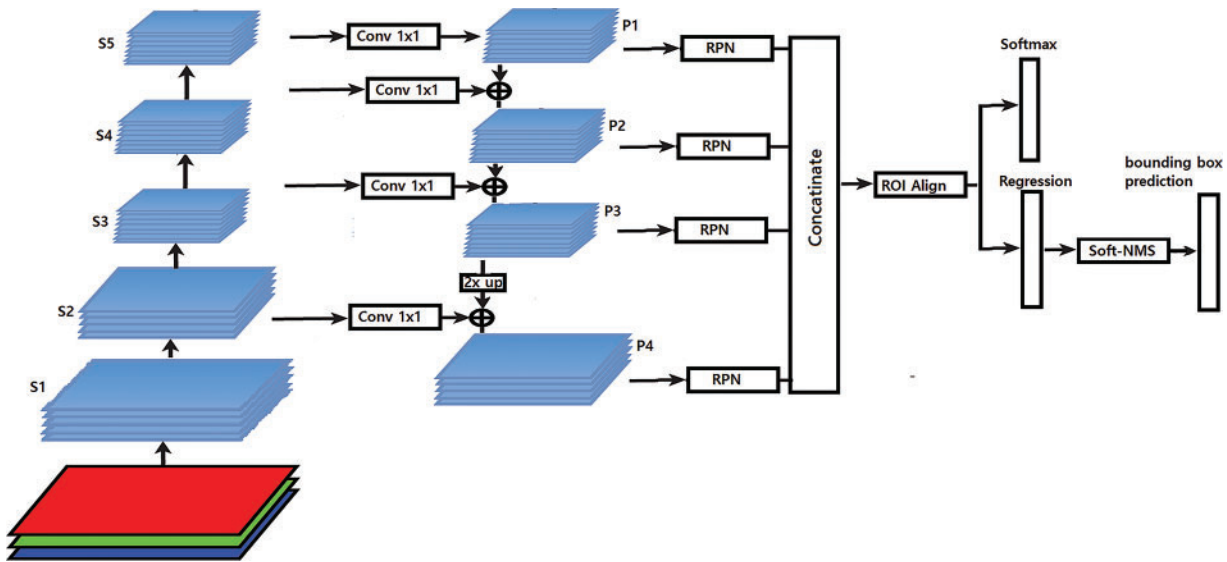 S5
S4
S3
S2
S1
Conv 1x1
Conv 1x1
Conv 1x1
Conv 1x1
P1
P2
P3
2x up
P4
RPN
RPN
RPN
RPN
Concatinate
ROI Align
Softmax
Regression
Soft-NMS
bounding box
prediction